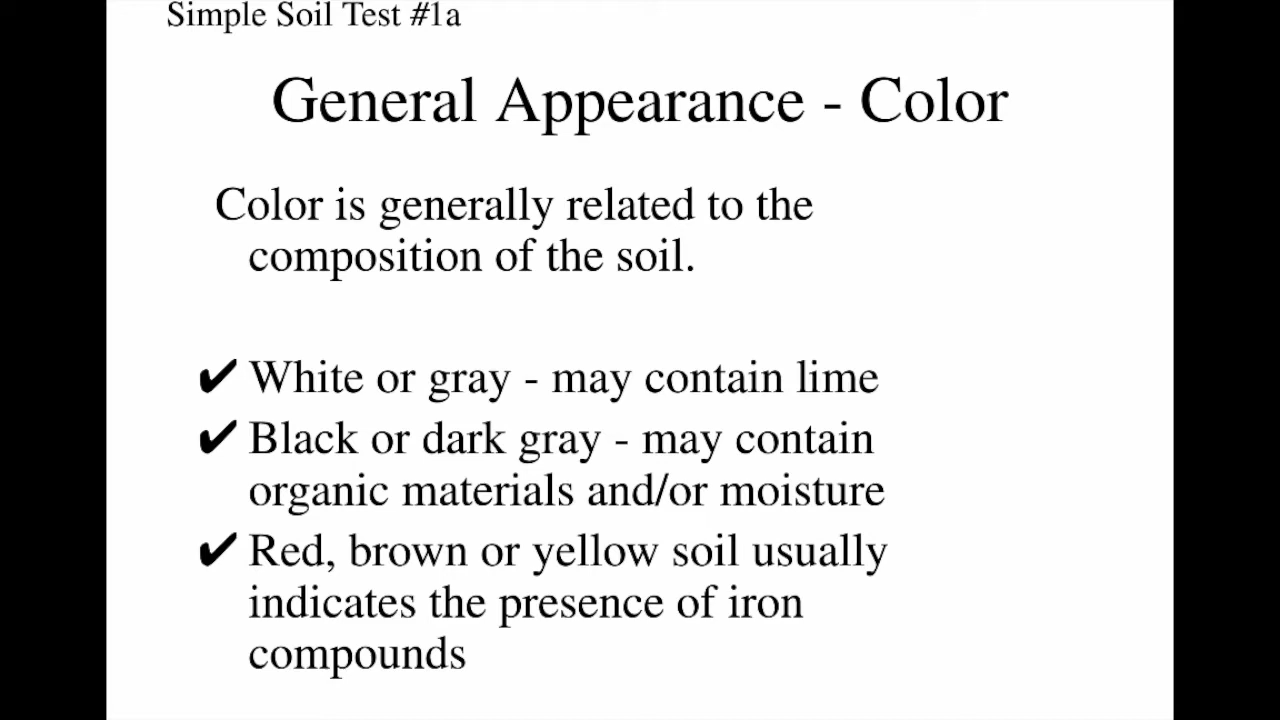 Simple Soil Test #1a
General Appearance - Color
Color is generally related to the
composition of the soil.
✔ White or gray - may contain lime
✔ Black or dark gray - may contain
organic materials and/or moisture
✔ Red, brown or yellow soil usually
indicates the presence of iron
compounds